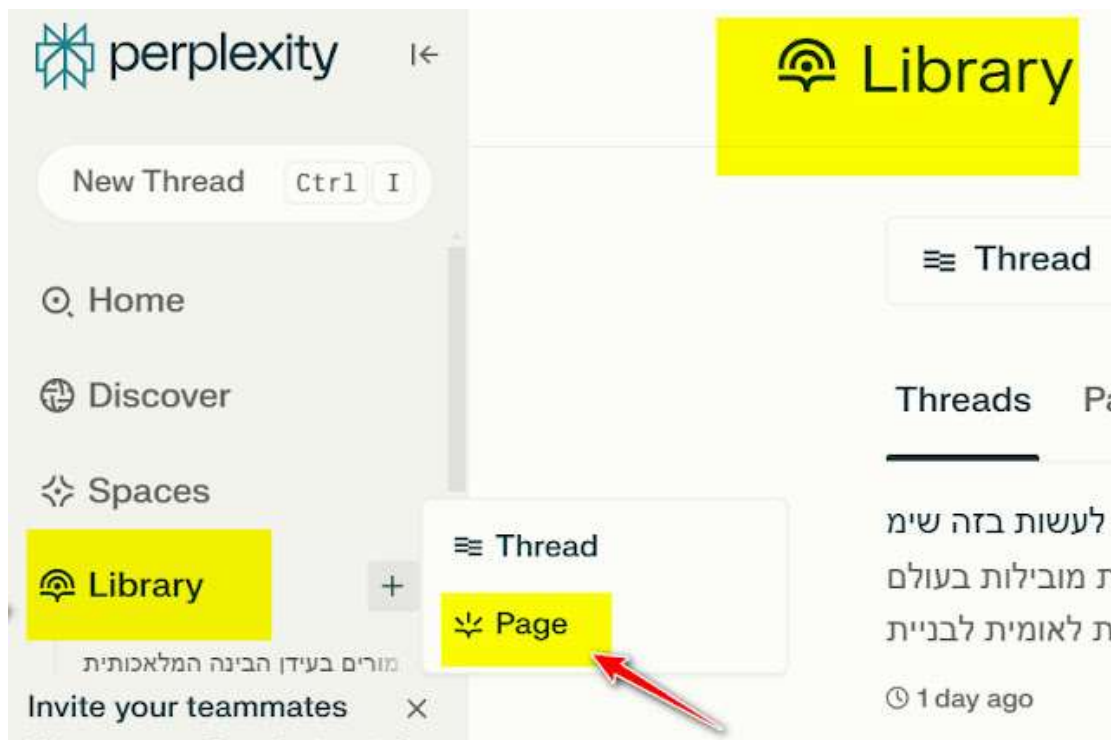 perplexity
New Thread Ctrl I
Home
Discover
Spaces
Library
+
Thread
Page
מורים בעידן הבינה המלאכותית
Invite your teammates
Library
Thread
Threads
לעשות בזה שימ
מובילות בעולם
לאומית לבניית
1 day ago